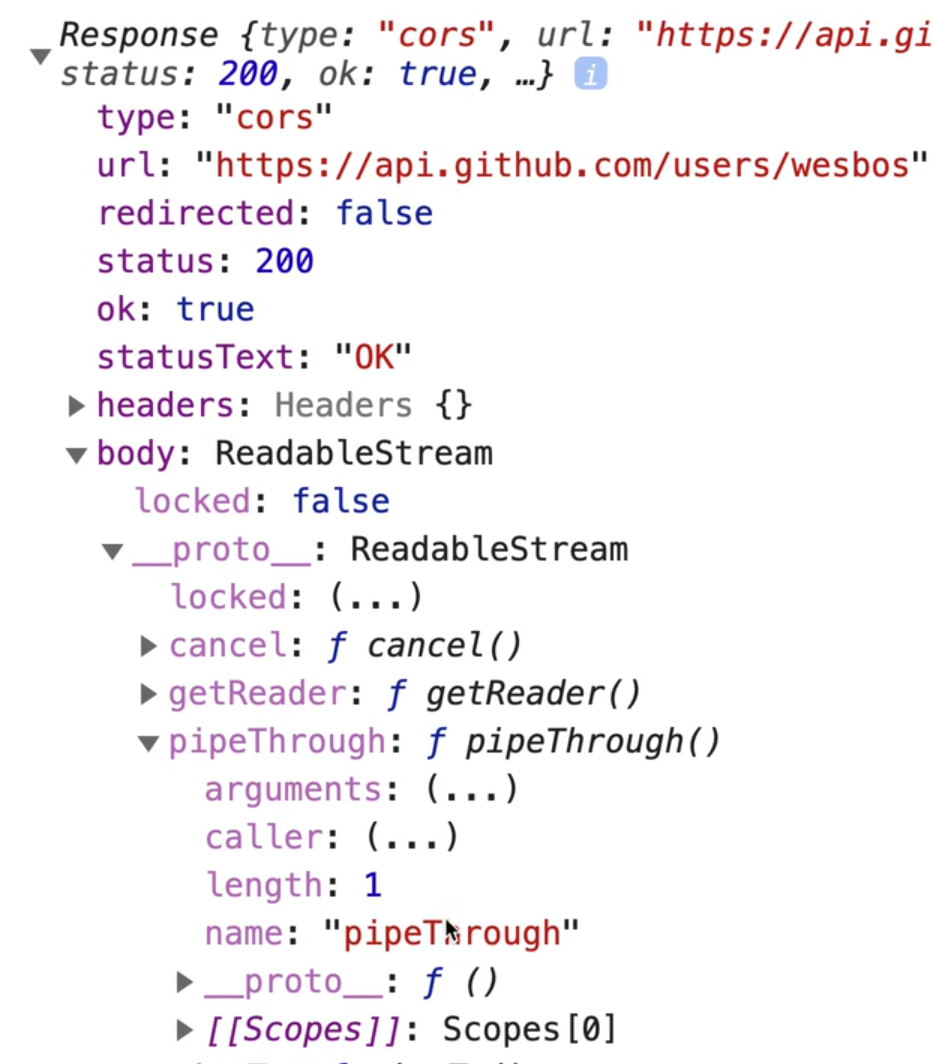 Response {type: "cors", url: "https://api.gi
status: 200, ok: true, …} i
type: "cors"
url: "https://api.github.com/users/wesbos"
redirected: false
status: 200
ok: true
statusText: "OK"
headers: Headers {}
body: ReadableStream
locked: false
__proto__: ReadableStream
locked: (...)
cancel: ƒ cancel()
getReader: ƒ getReader()
pipeThrough: ƒ pipeThrough()
arguments: (...)
caller: (...)
length: 1
name: "pipeThrough"
__proto__: ƒ ()
[[Scopes]]: Scopes[0]